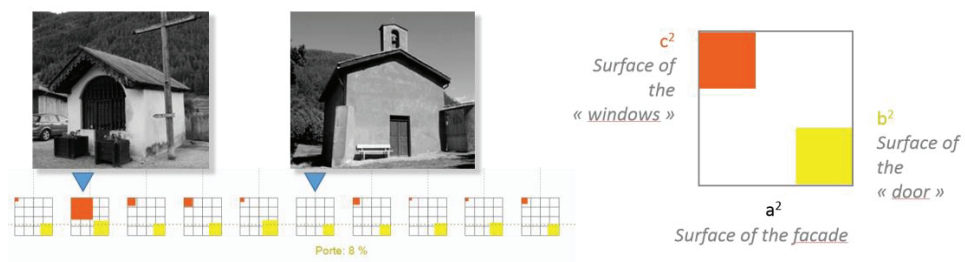 c²
Surface of
the
« windows »
b²
Surface of
the
« door »
a²
Surface of the facade
Porte: 8 %